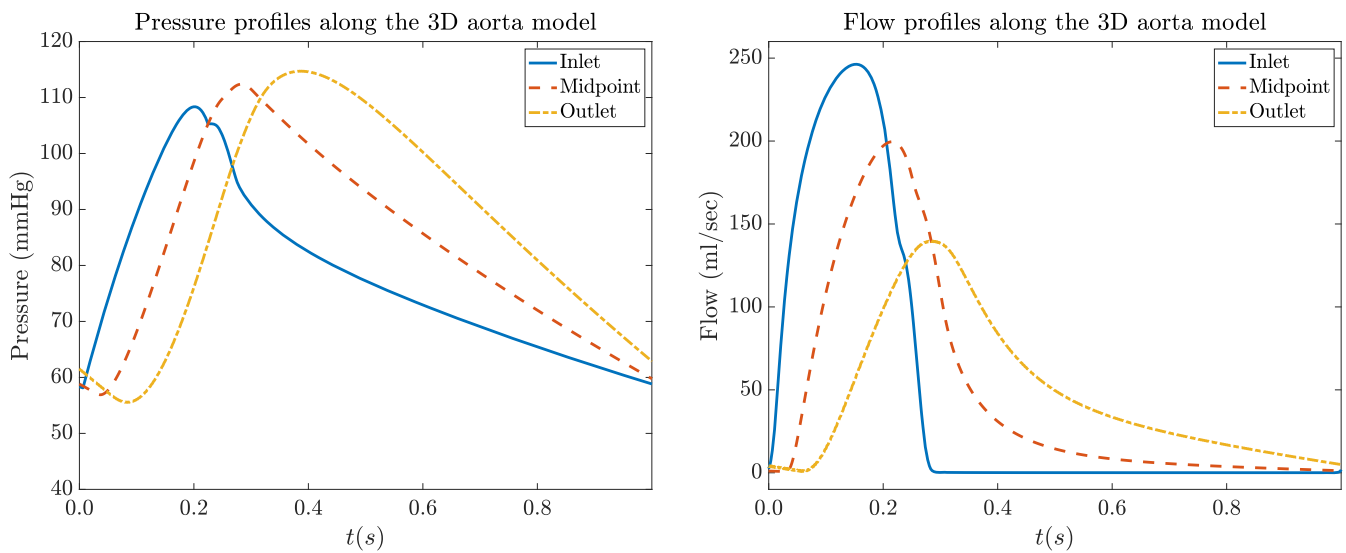 Pressure profiles along the 3D aorta model
120
110
100
90
80
70
60
50
40
Pressure (mmHg)
0.0 0.2 0.4 0.6 0.8
t(s)
Inlet
Midpoint
Outlet
Flow profiles along the 3D aorta model
250
200
150
100
50
0
Flow (ml/sec)
0.0 0.2 0.4 0.6 0.8
t(s)
Inlet
Midpoint
Outlet